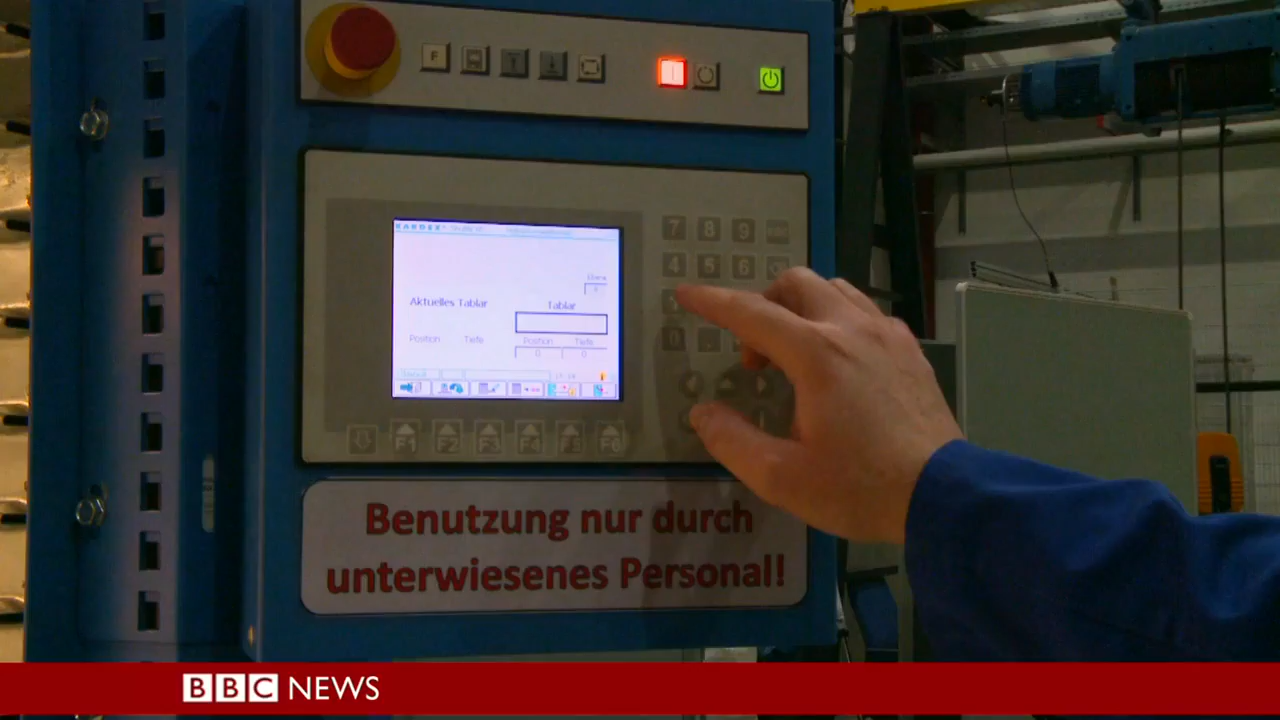 F
KARDEX
7 8 9
4 5 6
Ebene
Aktuelles Tablar
Tablar
0 .
Position Tiefe
Position Tiefe
0 0
F1 F2 F3 F4 F5 F6
Benutzung nur durch
unterwiesenes Personal!
BBC NEWS